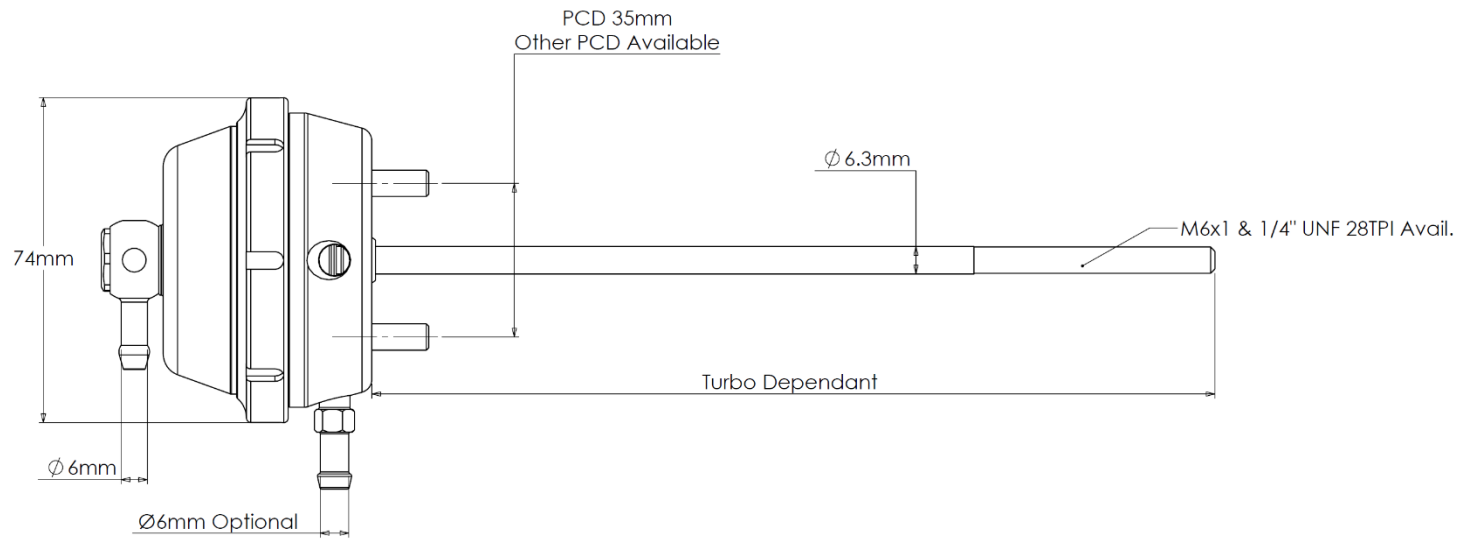 PCD 35mm
Other PCD Available
Ø 6.3mm
M6x1 & 1/4" UNF 28TPI Avail.
74mm
Turbo Dependant
Ø 6mm
Ø6mm Optional